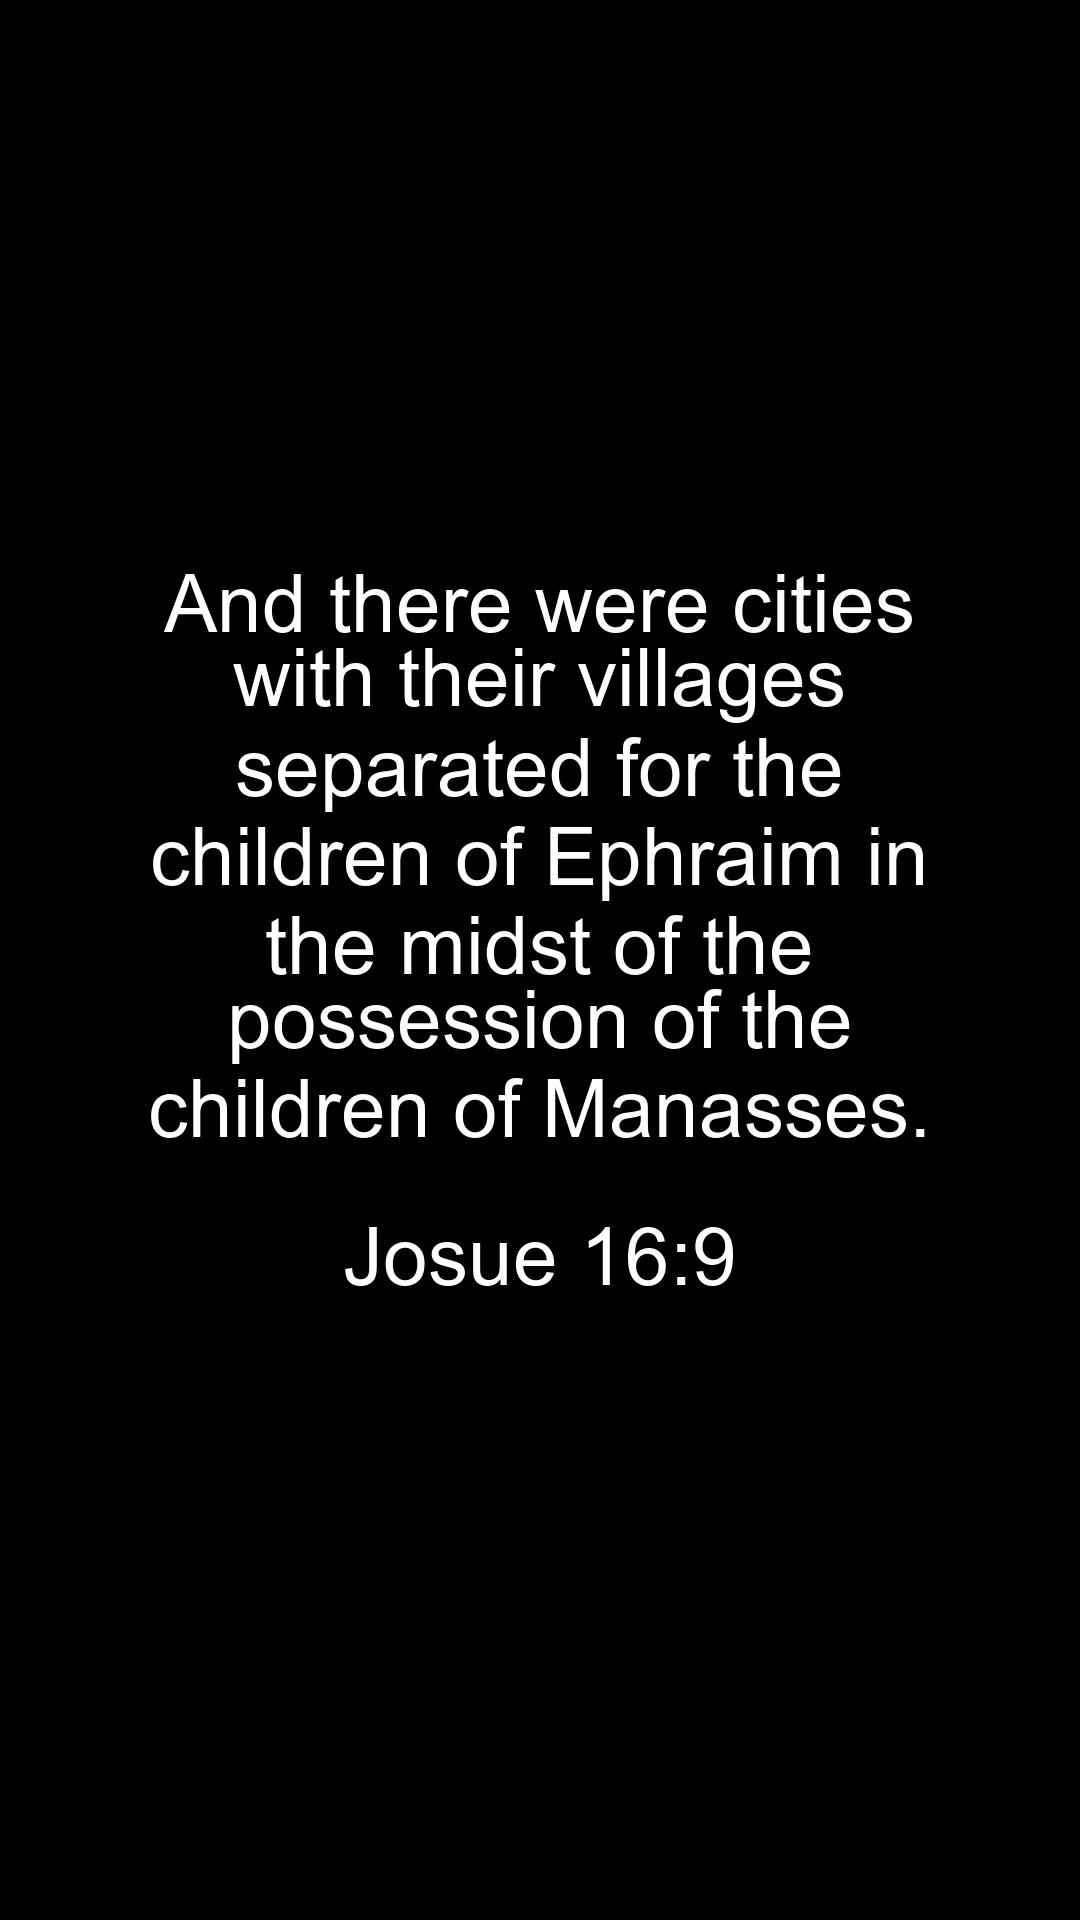 And there were cities
with their villages
separated for the
children of Ephraim in
the midst of the
possession of the
children of Manasses.
Josue 16:9